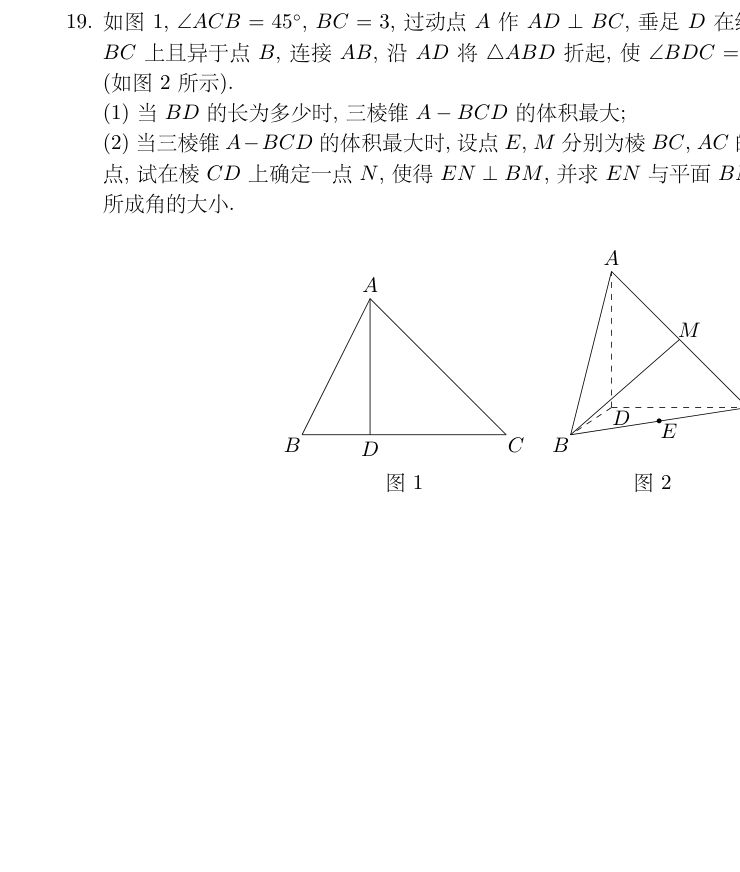 19. 如图 1, ∠ACB = 45°, BC = 3, 过动点 A 作 AD ⊥ BC, 垂足 D 在
BC 上且异于点 B, 连接 AB, 沿 AD 将 △ABD 折起, 使 ∠BDC =
(如图 2 所示).
(1) 当 BD 的长为多少时, 三棱锥 A − BCD 的体积最大;
(2) 当三棱锥 A−BCD 的体积最大时, 设点 E, M 分别为棱 BC, AC
点, 试在棱 CD 上确定一点 N, 使得 EN ⊥ BM, 并求 EN 与平面
所成角的大小.
A
B
D
C
图 1
A
M
D
E
B
图 2